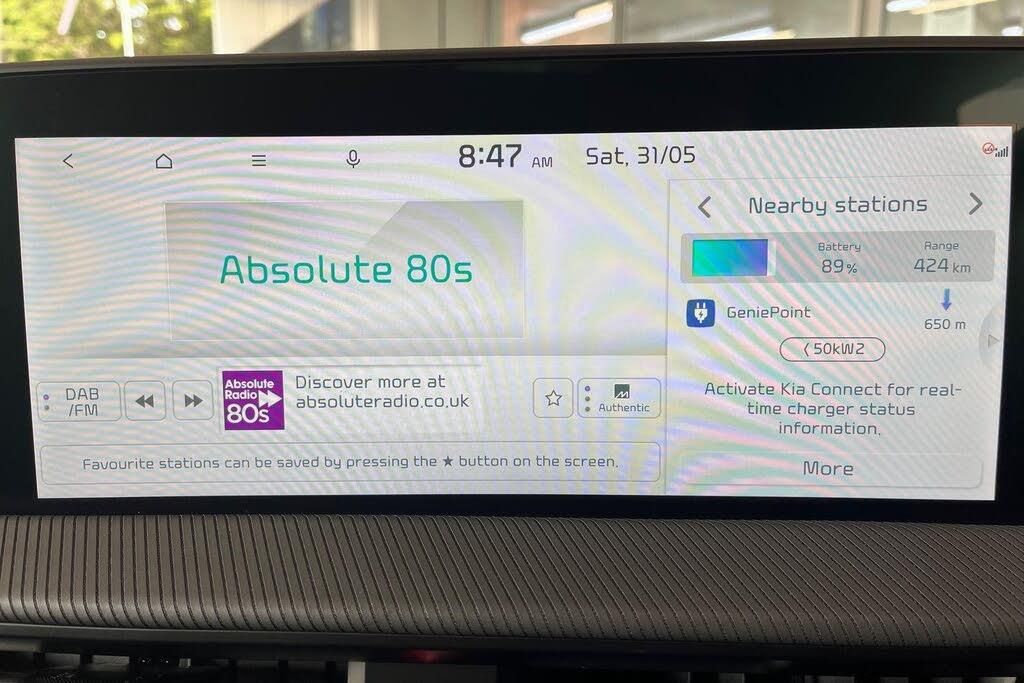 8:47 AM Sat, 31/05
Absolute 80s
DAB
/FM
Absolute
Radio
80s
Discover more at
absoluteradio.co.uk
Authentic
Favourite stations can be saved by pressing the ★ button on the screen.
Nearby stations
Battery
89%
Range
424 km
GeniePoint
650 m
⟨50kW2
Activate Kia Connect for real-
time charger status
information.
More